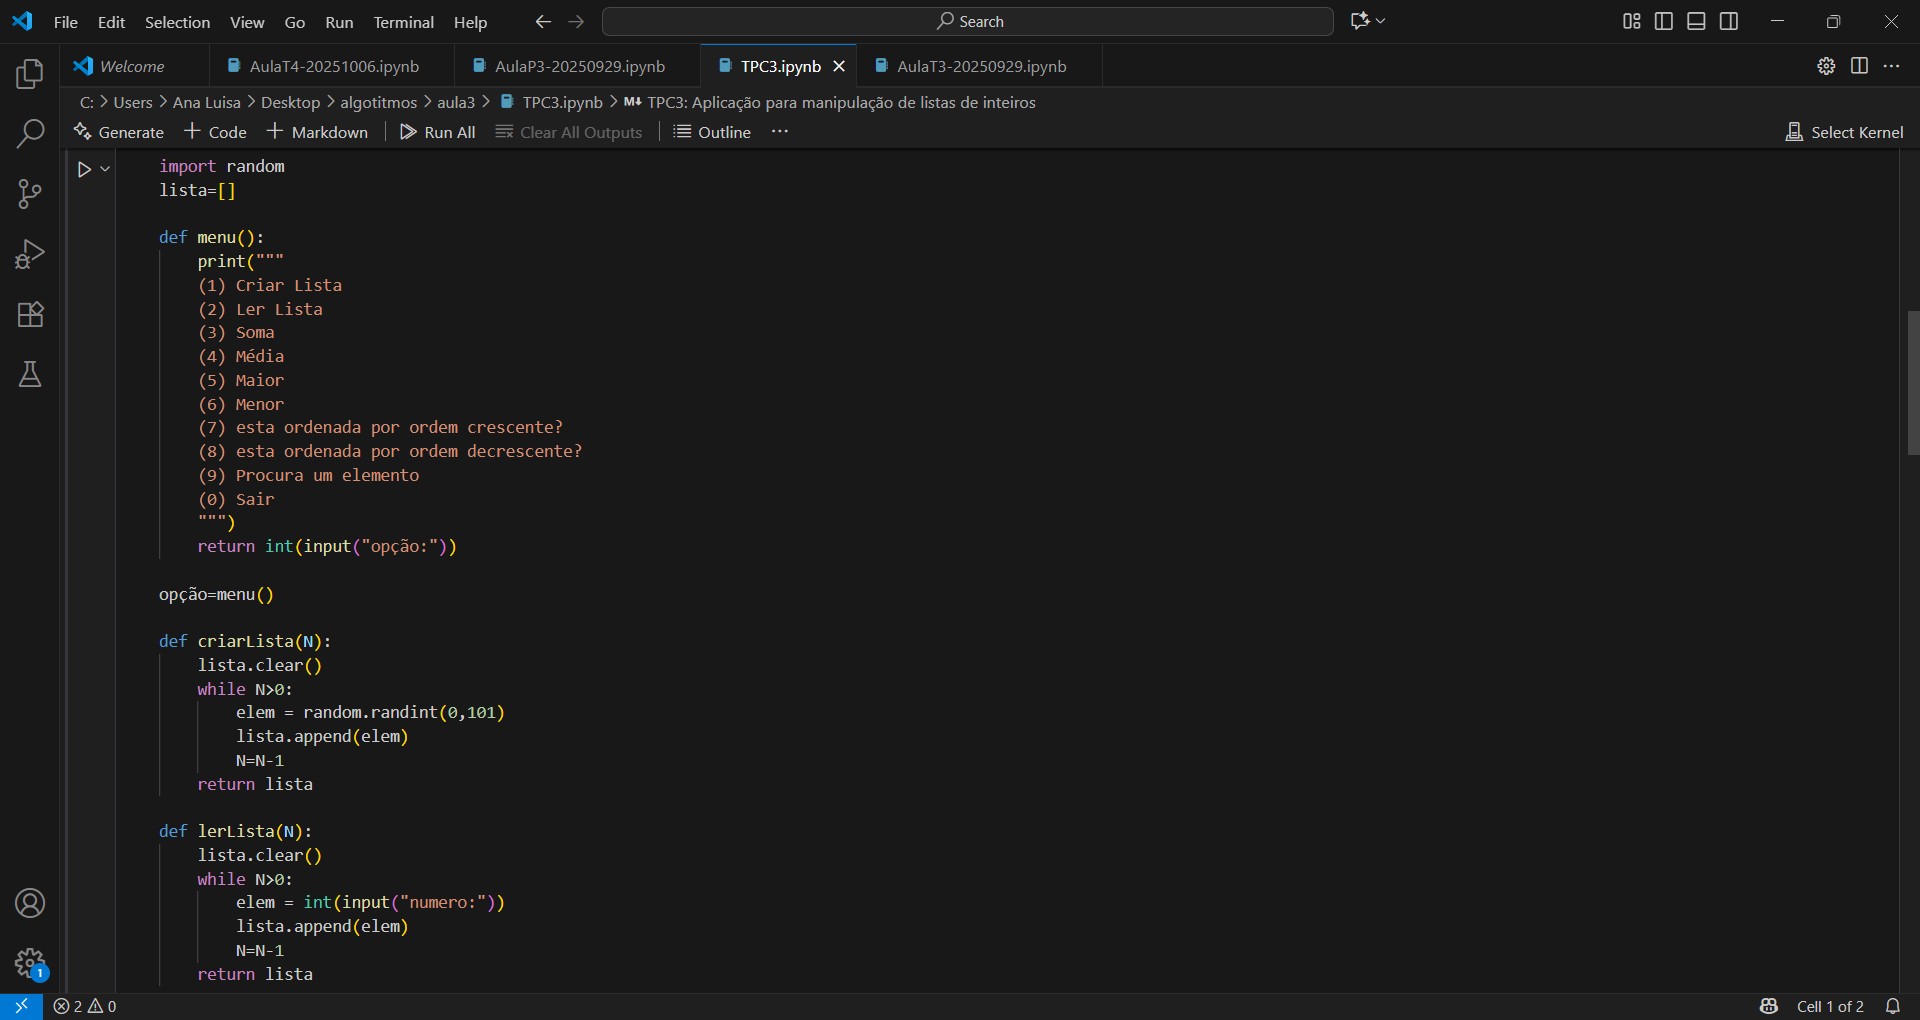 File Edit Selection View Go Run Terminal Help Search
Welcome AulaT4-20251006.ipynb AulaP3-20250929.ipynb TPC3.ipynb AulaT3-20250929.ipynb
C: > Users > Ana Luisa > Desktop > algotitmos > aula3 > TPC3.ipynb > M↓ TPC3: Aplicação para manipulação de listas de inteiros
Generate + Code + Markdown Run All Clear All Outputs Outline ··· Select Kernel
import random
lista=[]
def menu():
print("""
(1) Criar Lista
(2) Ler Lista
(3) Soma
(4) Média
(5) Maior
(6) Menor
(7) esta ordenada por ordem crescente?
(8) esta ordenada por ordem decrescente?
(9) Procura um elemento
(0) Sair
""")
return int(input("opção:"))
opção=menu()
def criarLista(N):
lista.clear()
while N>0:
elem = random.randint(0,101)
lista.append(elem)
N=N-1
return lista
def lerLista(N):
lista.clear()
while N>0:
elem = int(input("numero:"))
lista.append(elem)
N=N-1
return lista
1
2 0 Cell 1 of 2